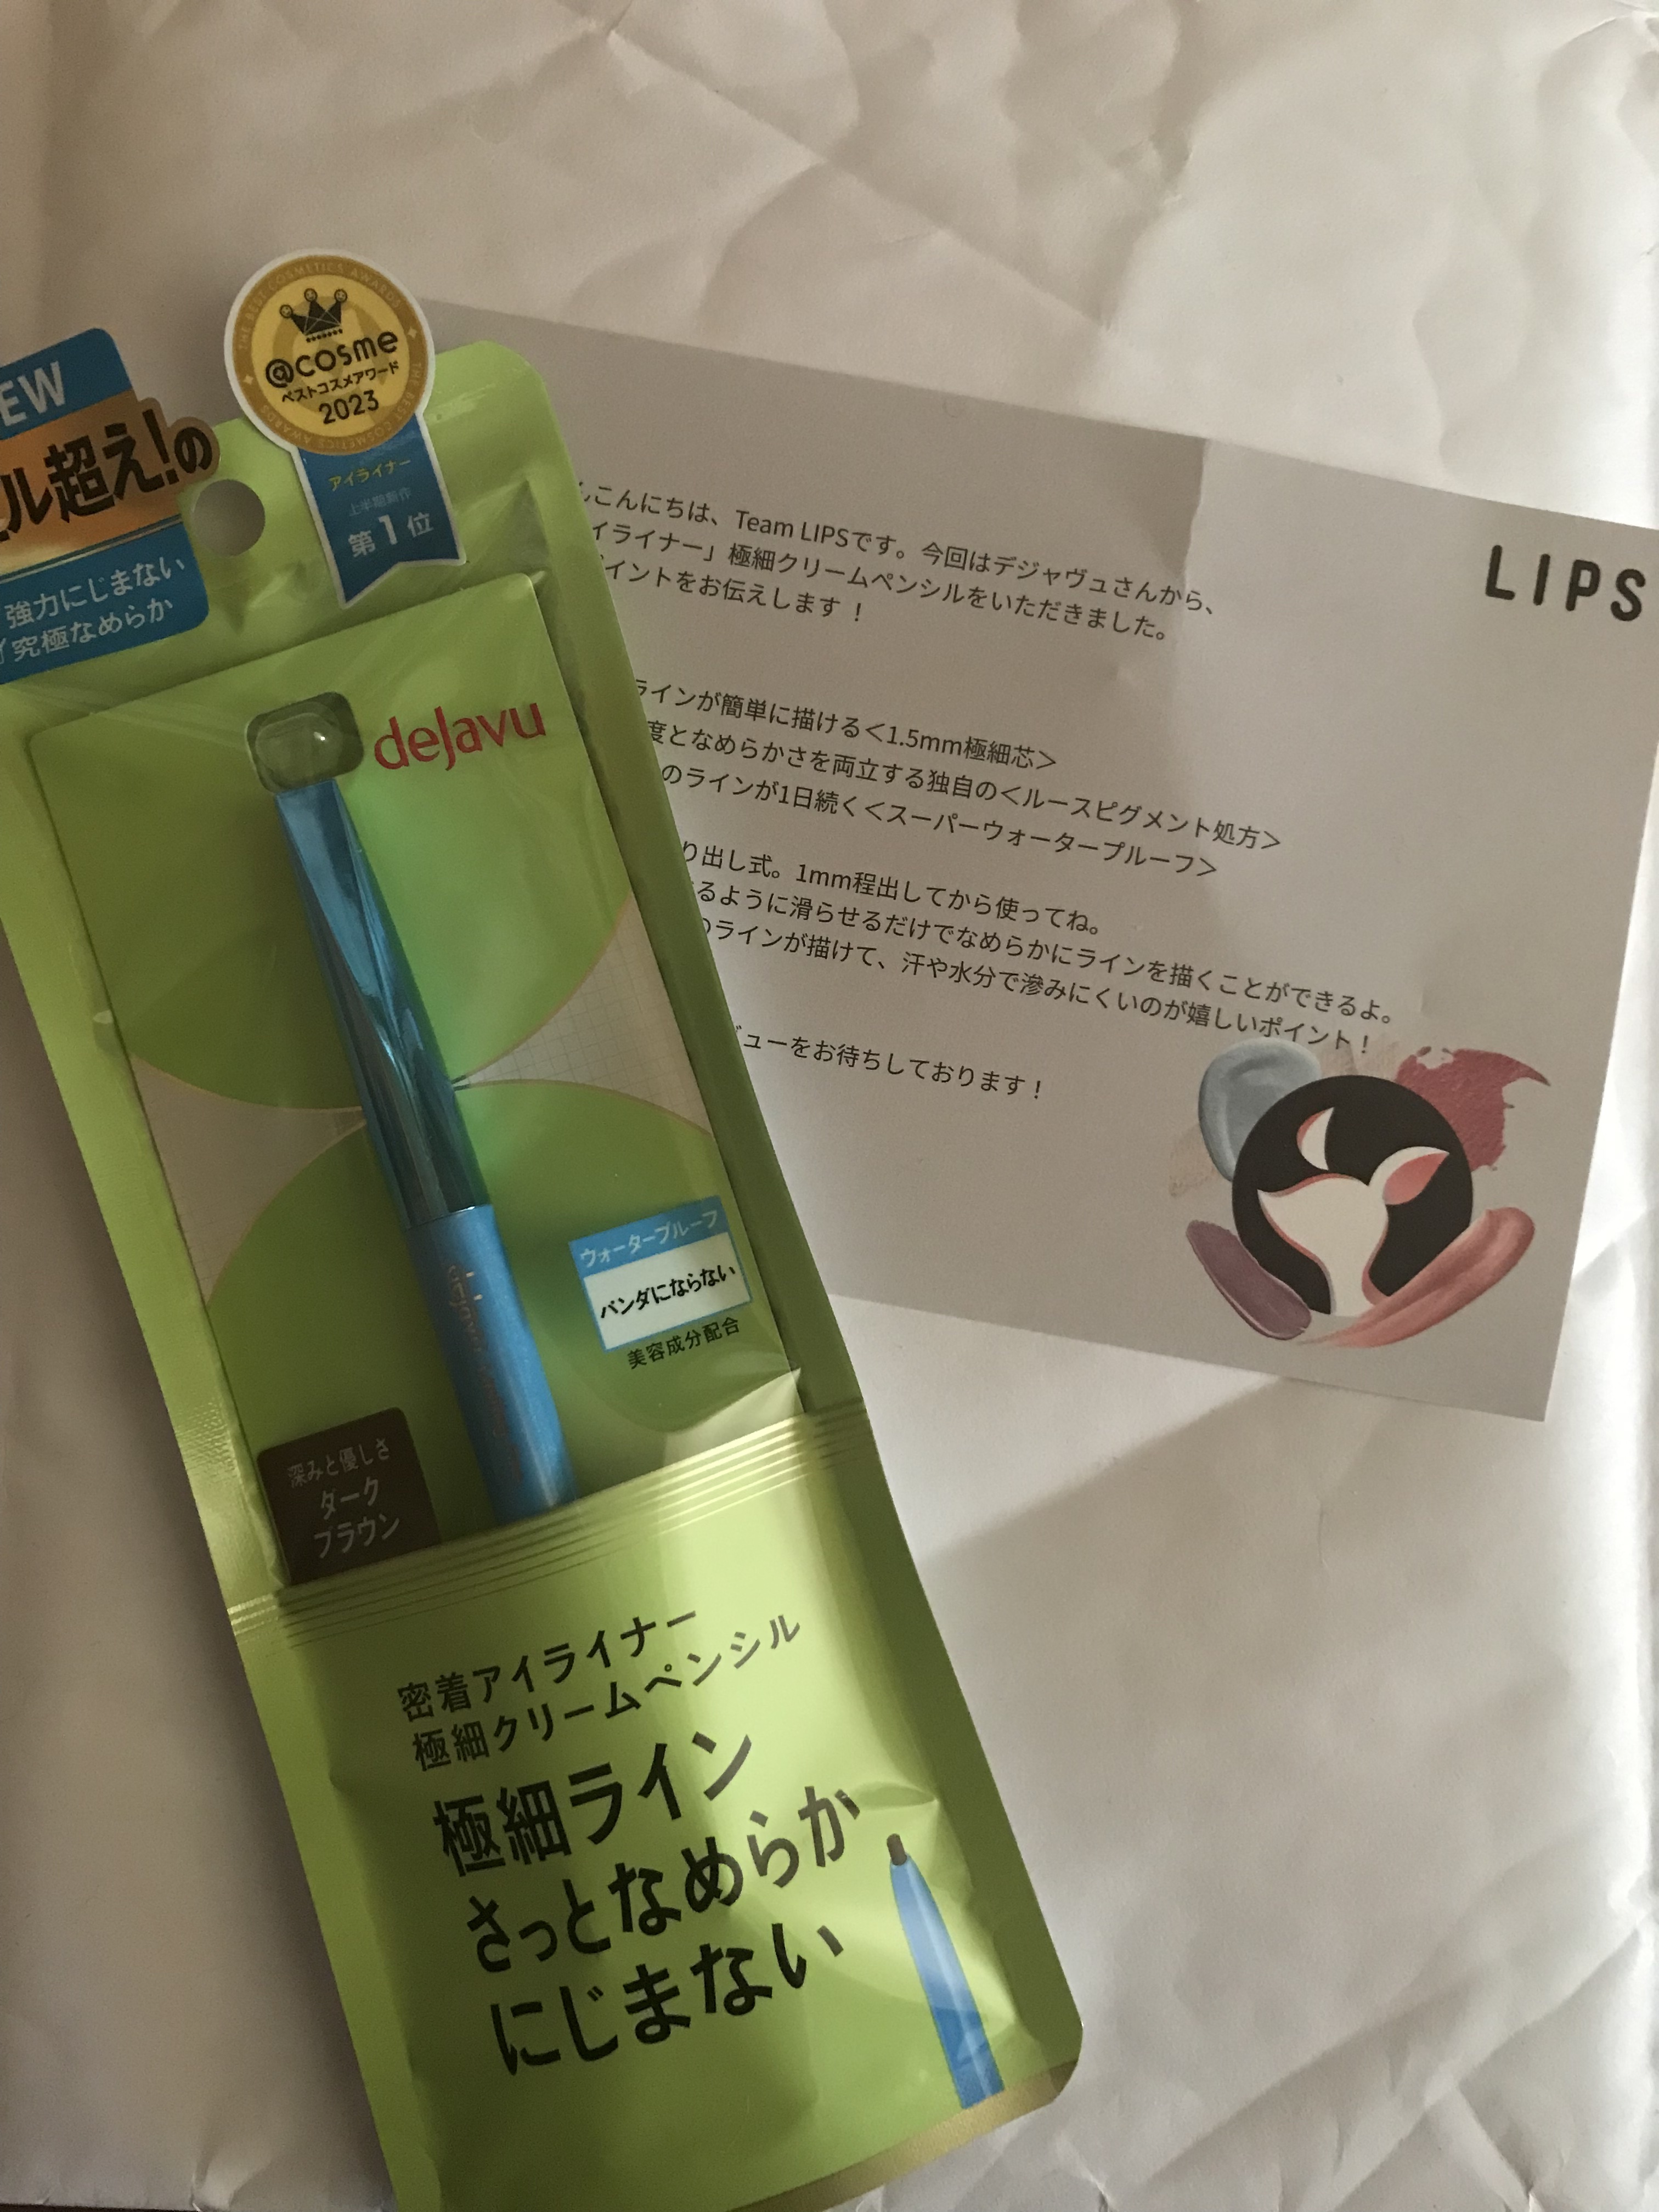 THE BEST COSMETICS AWARDS
@cosme
ベストコスメアワード
2023
アイライナー
上半期新作
第1位
EW
ル超え!の
強力にじまない
究極なめらか
dejavu
ウォータープルーフ
パンダにならない
美容成分配合
深みと優しさ
ダーク
ブラウン
密着アイライナー
極細クリームペンシル
極細ライン
さっとなめらか
にじまない
LIPS
こんにちは、Team LIPSです。今回はデジャヴュさんから、
イライナー」極細クリームペンシルをいただきました。
イントをお伝えします！
ラインが簡単に描ける＜1.5mm極細芯＞
度となめらかさを両立する独自の＜ルースピグメント処方＞
のラインが1日続く＜スーパーウォータープルーフ＞
り出し式。1mm程出してから使ってね。
るように滑らせるだけでなめらかにラインを描くことができるよ。
のラインが描けて、汗や水分で滲みにくいのが嬉しいポイント！
ューをお待ちしております！